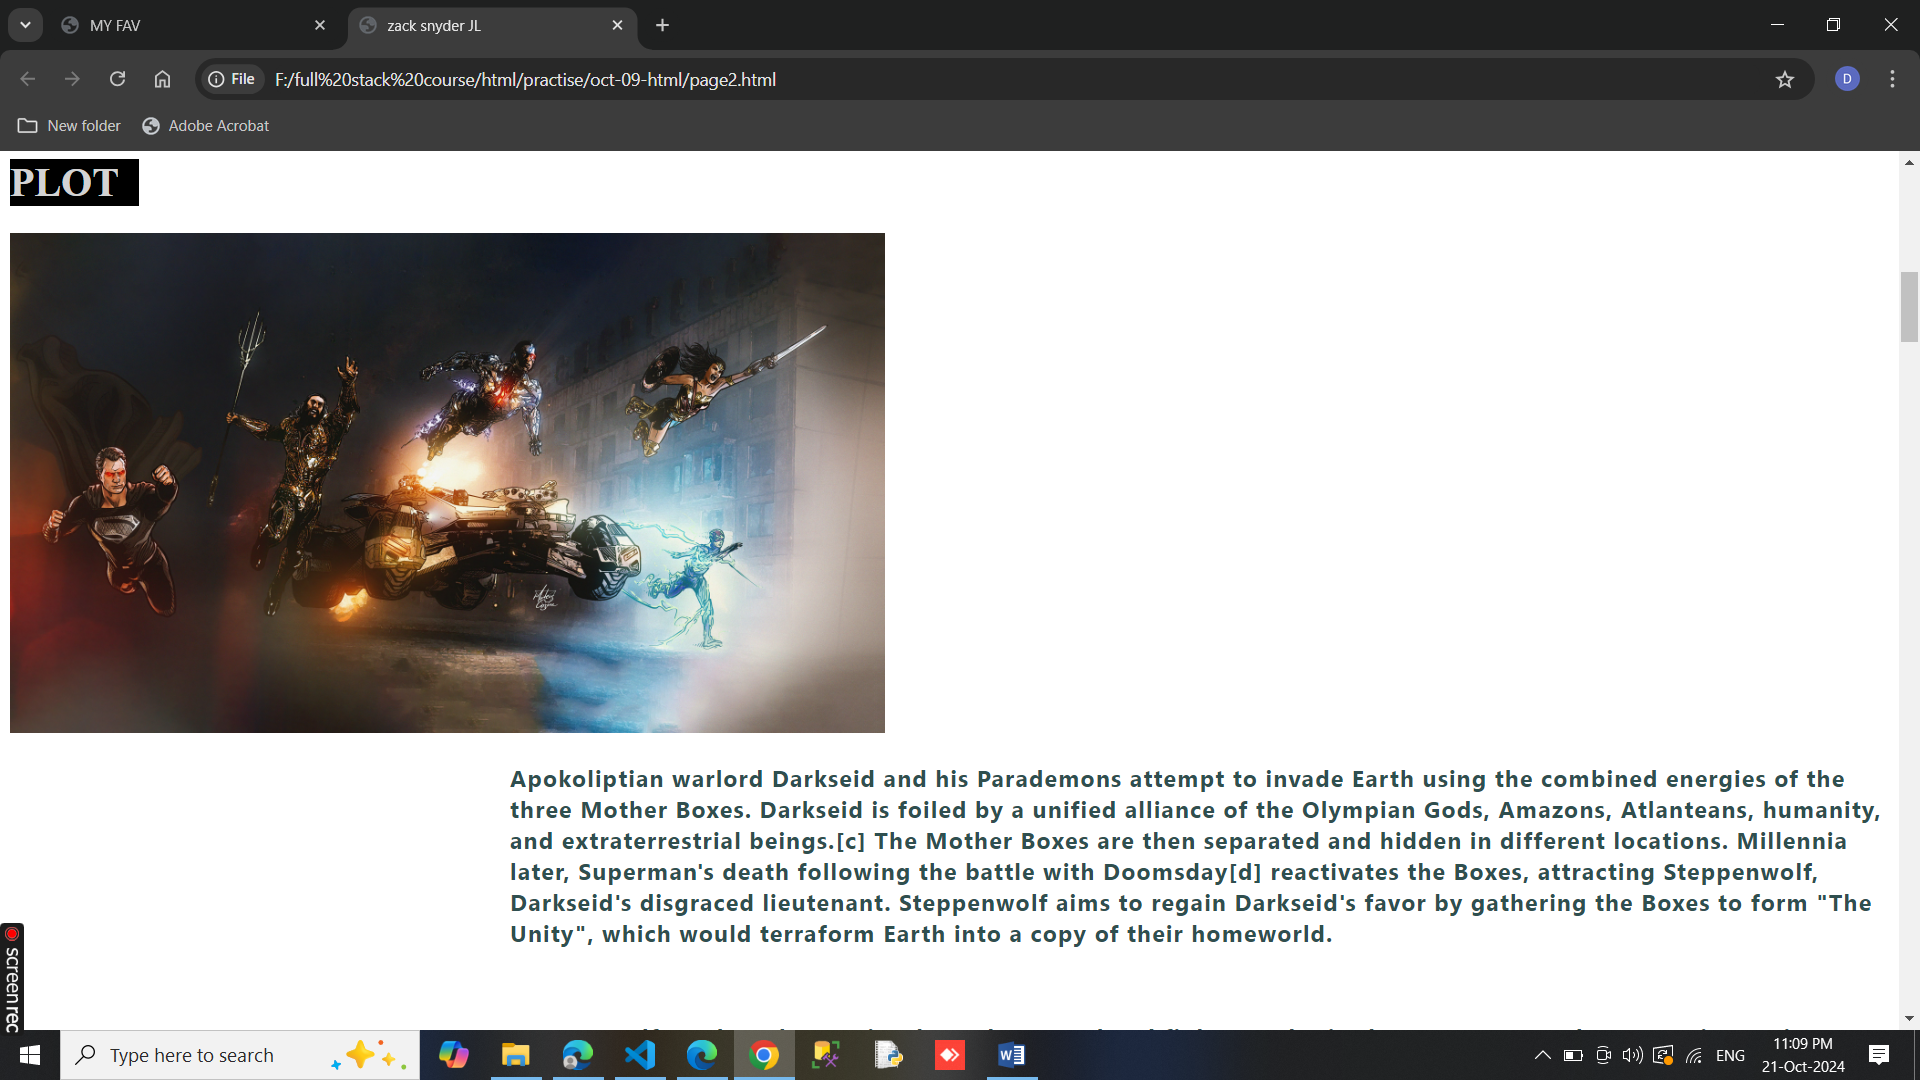 MY FAV
zack snyder JL
File
F:/full%20stack%20course/html/practise/oct-09-html/page2.html
D
New folder
Adobe Acrobat
PLOT
Apokoliptian warlord Darkseid and his Parademons attempt to invade Earth using the combined energies of the
three Mother Boxes. Darkseid is foiled by a unified alliance of the Olympian Gods, Amazons, Atlanteans, humanity,
and extraterrestrial beings.[c] The Mother Boxes are then separated and hidden in different locations. Millennia
later, Superman's death following the battle with Doomsday[d] reactivates the Boxes, attracting Steppenwolf,
Darkseid's disgraced lieutenant. Steppenwolf aims to regain Darkseid's favor by gathering the Boxes to form "The
Unity", which would terraform Earth into a copy of their homeworld.
screenrec
Type here to search
ENG
11:09 PM
21-Oct-2024